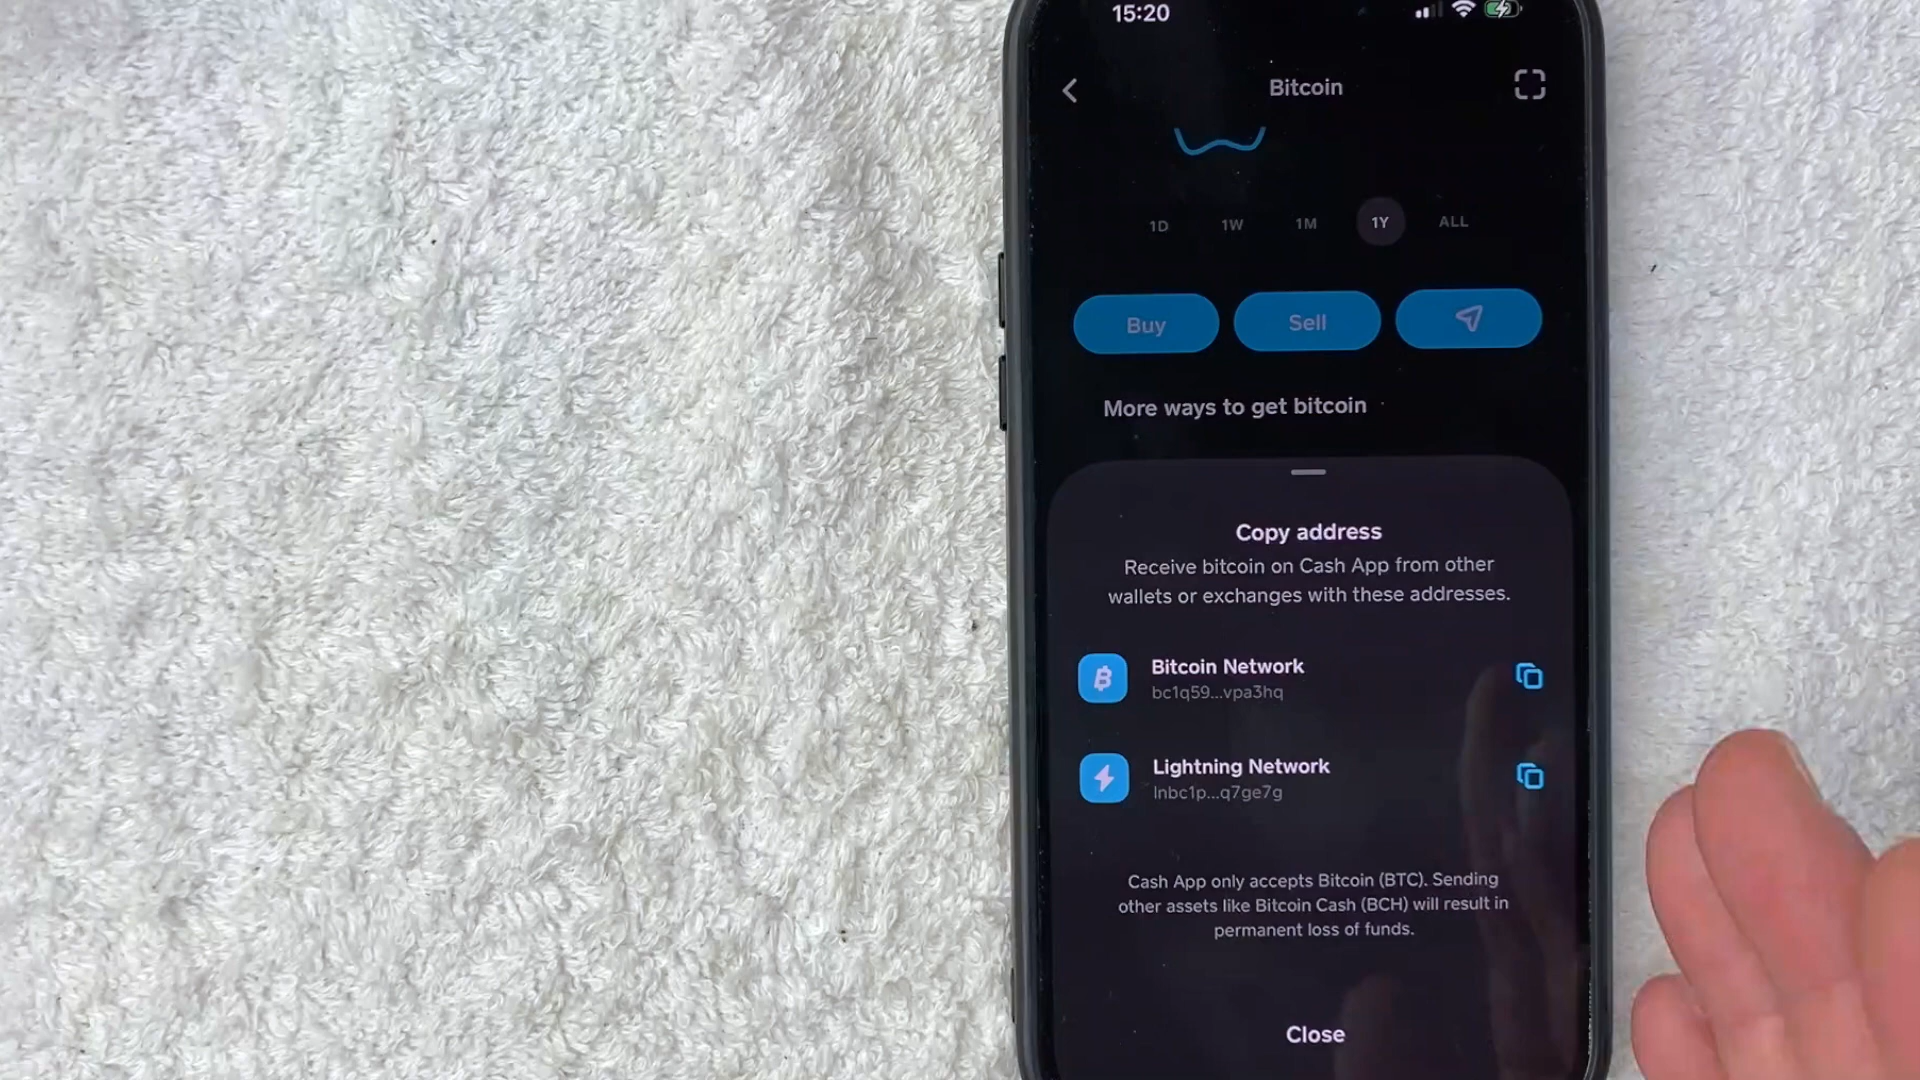 15:20
Bitcoin
1D 1W 1M 1Y ALL
Buy Sell
More ways to get bitcoin
Copy address
Receive bitcoin on Cash App from other
wallets or exchanges with these addresses.
Bitcoin Network
bc1q59...vpa3hq
Lightning Network
lnbc1p...q7ge7g
Cash App only accepts Bitcoin (BTC). Sending
other assets like Bitcoin Cash (BCH) will result in
permanent loss of funds.
Close